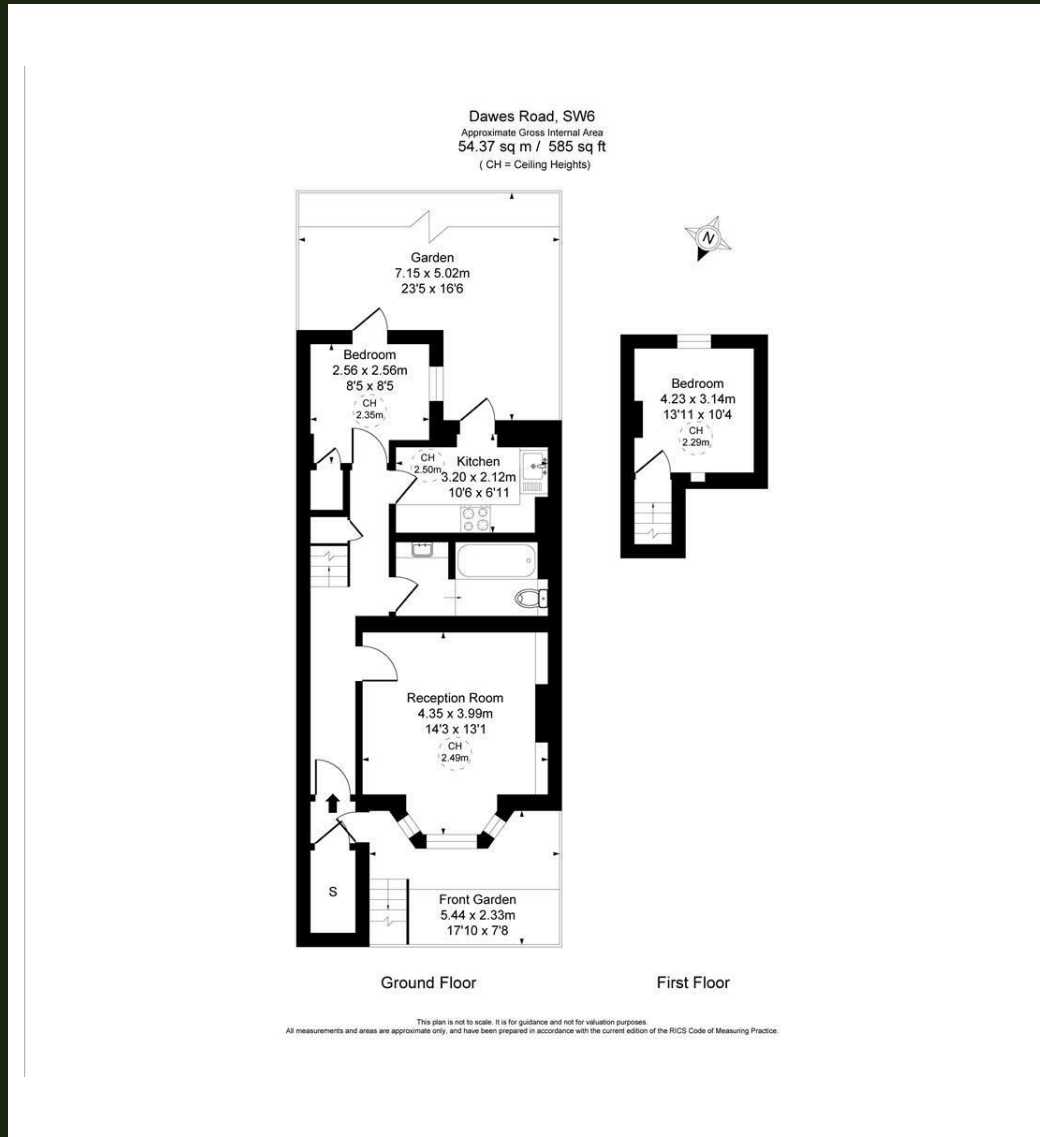 Dawes Road, SW6
Approximate Gross Internal Area
54.37 sq m / 585 sq ft
( CH = Ceiling Heights)
N
Garden
7.15 x 5.02m
23'5 x 16'6
Bedroom
2.56 x 2.56m
8'5 x 8'5
CH
2.35m
Bedroom
4.23 x 3.14m
13'11 x 10'4
CH
2.29m
CH
2.50m
Kitchen
3.20 x 2.12m
10'6 x 6'11
Reception Room
4.35 x 3.99m
14'3 x 13'1
CH
2.49m
S
Front Garden
5.44 x 2.33m
17'10 x 7'8
Ground Floor
First Floor
This plan is not to scale. It is for guidance and not for valuation purposes.
All measurements and areas are approximate only, and have been prepared in accordance with the current edition of the RICS Code of Measuring Practice.